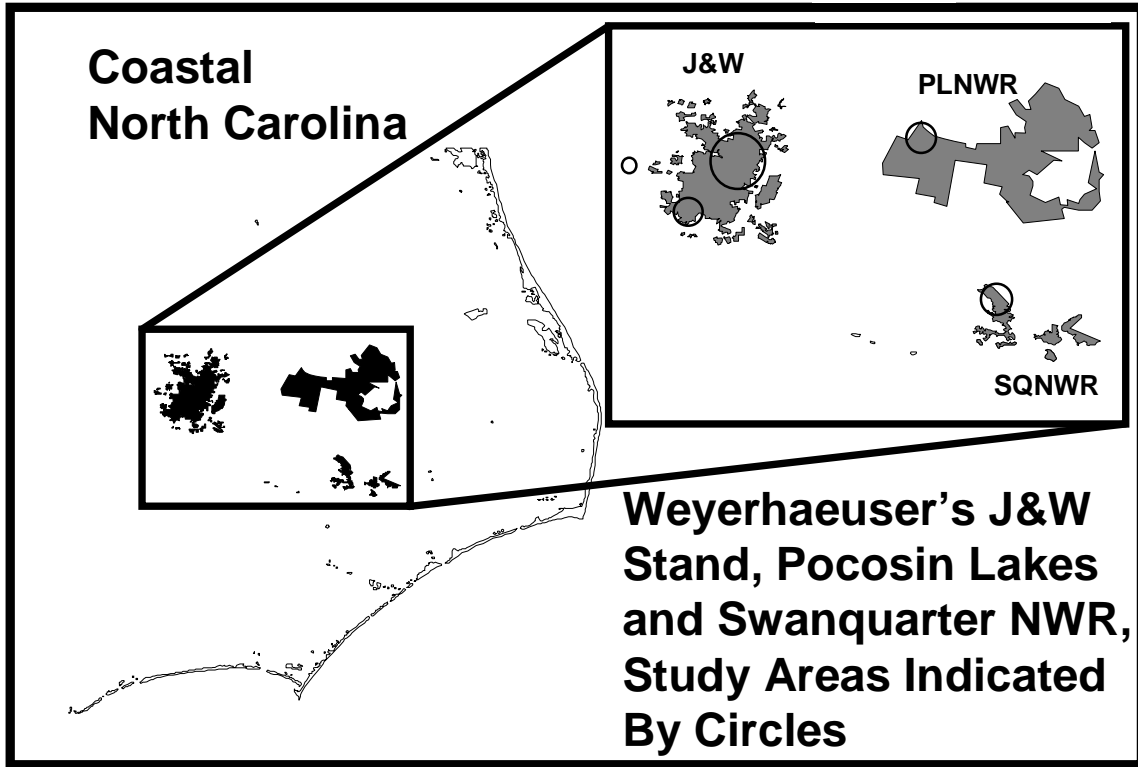 Coastal
North Carolina
J&W
PLNWR
SQNWR
Weyerhaeuser’s J&W
Stand, Pocosin Lakes
and Swanquarter NWR,
Study Areas Indicated
By Circles